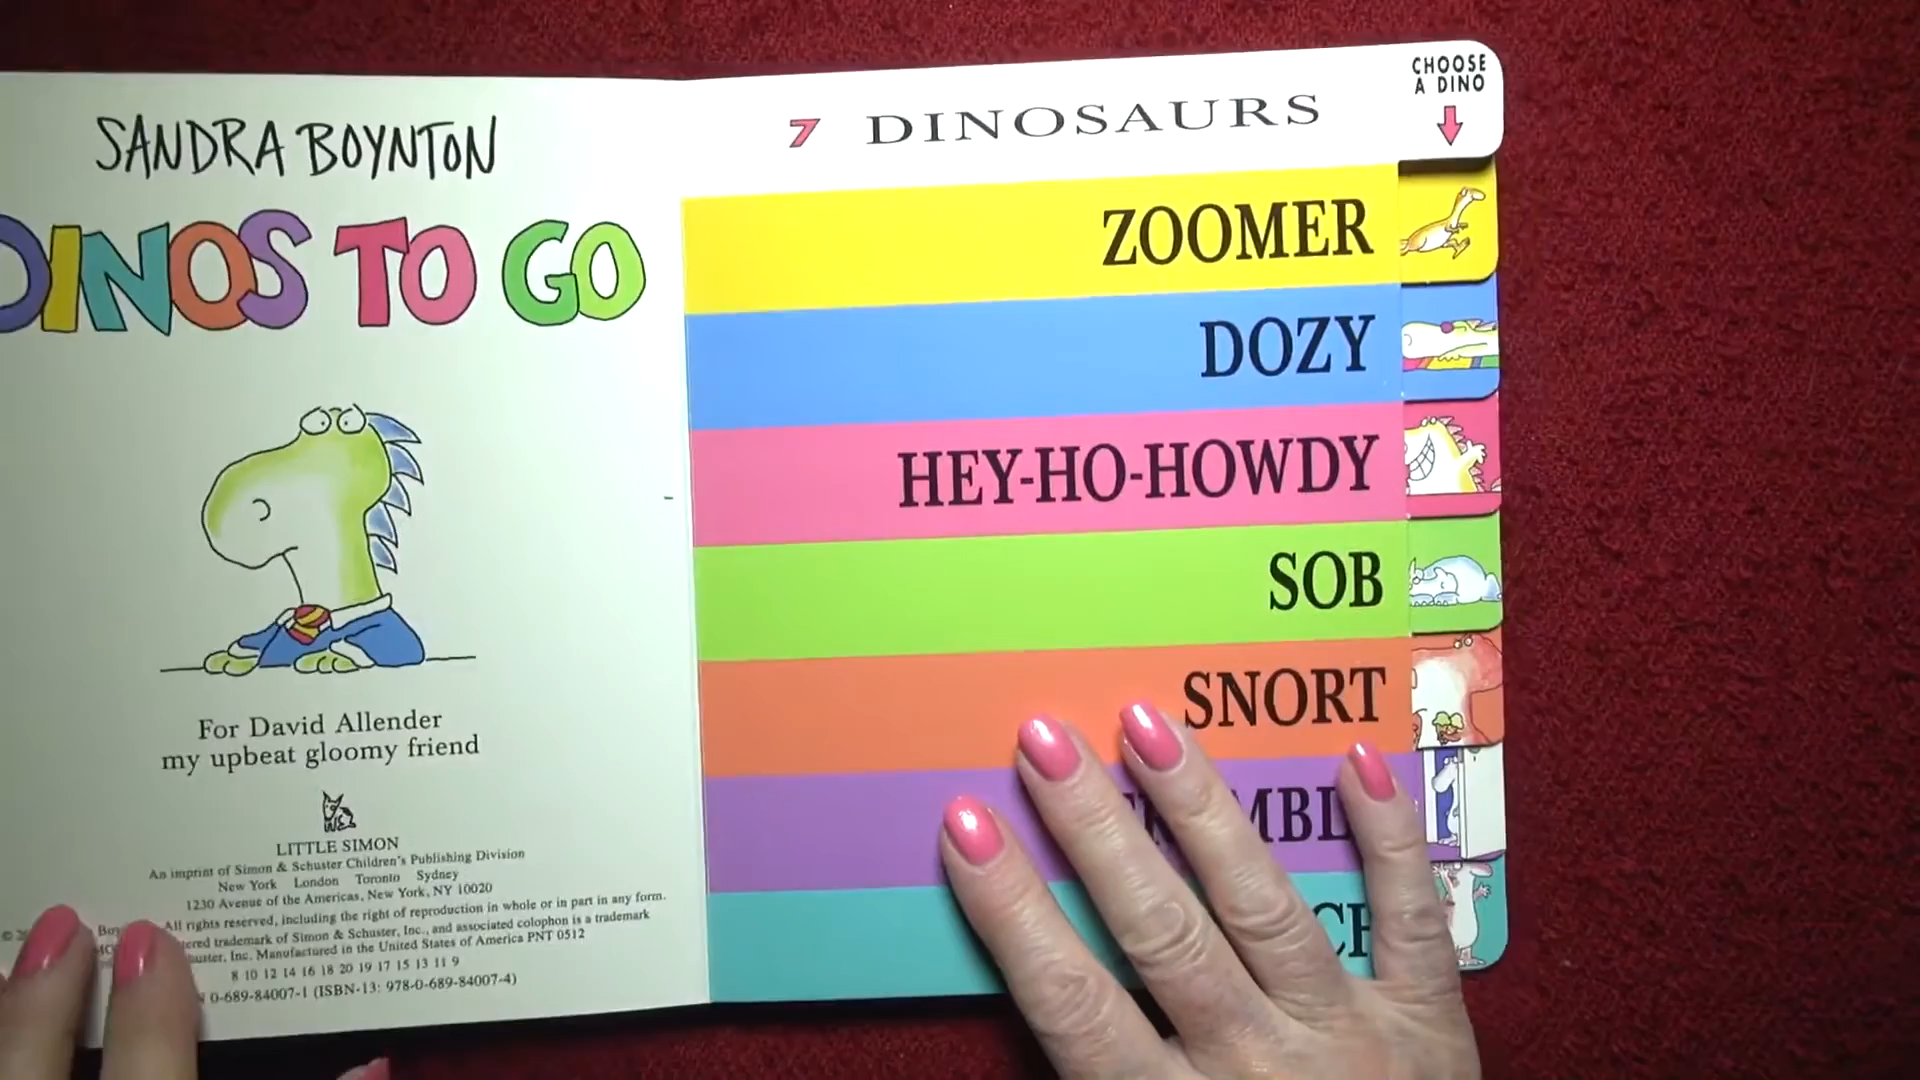 SANDRA BOYNTON
DINOS TO GO
For David Allender
my upbeat gloomy friend
LITTLE SIMON
An imprint of Simon & Schuster Children's Publishing Division
New York London Toronto Sydney
1230 Avenue of the Americas, New York, NY 10020
All rights reserved, including the right of reproduction in whole or in part in any form.
trademark of Simon & Schuster, Inc., and associated colophon is a trademark
Inc. Manufactured in the United States of America PNT 0512
8 10 12 14 16 18 20 19 17 15 13 11 9
0-689-84007-1 (ISBN-13: 978-0-689-84007-4)
7 DINOSAURS
CHOOSE
A DINO
ZOOMER
DOZY
HEY-HO-HOWDY
SOB
SNORT